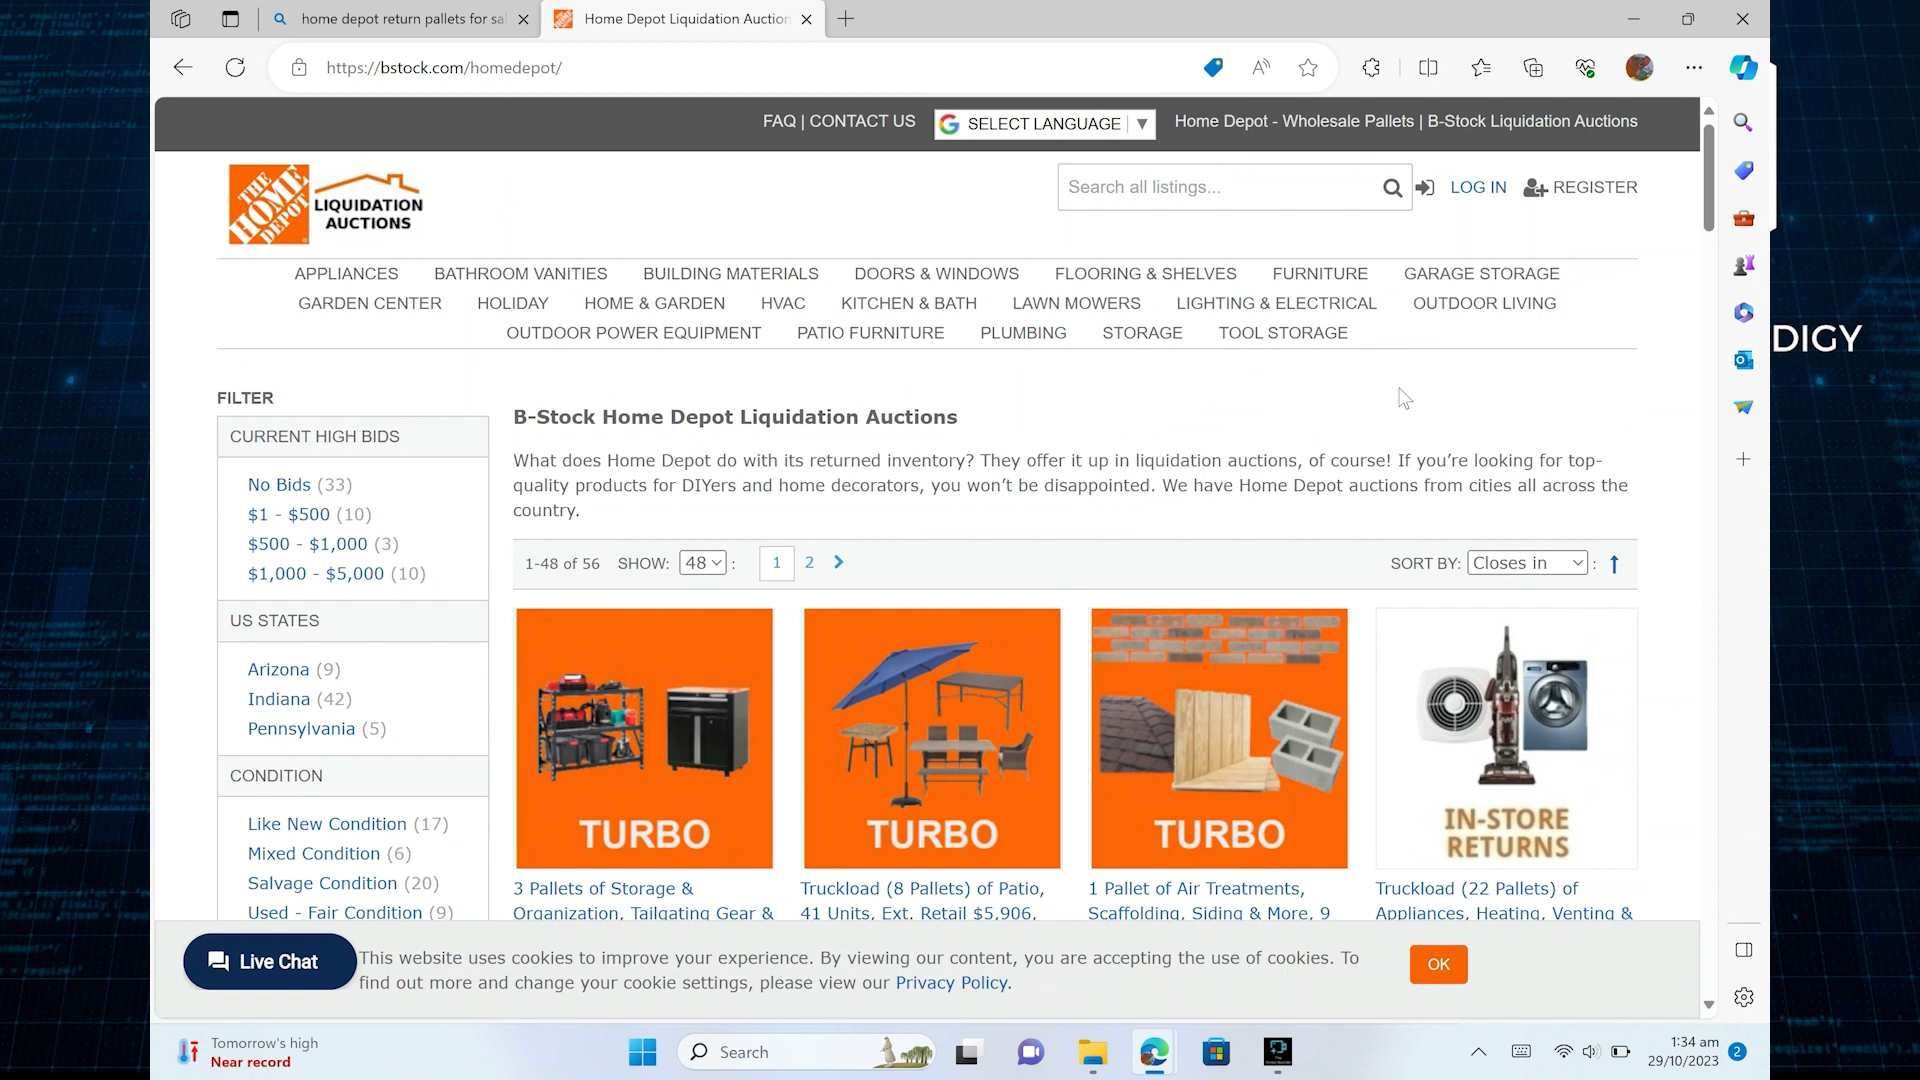 home depot return pallets for sal
Home Depot Liquidation Auction
https://bstock.com/homedepot/
FAQ | CONTACT US
SELECT LANGUAGE ▼
Home Depot - Wholesale Pallets | B-Stock Liquidation Auctions
THE HOME DEPOT
LIQUIDATION
AUCTIONS
Search all listings...
LOG IN
REGISTER
APPLIANCES BATHROOM VANITIES BUILDING MATERIALS DOORS & WINDOWS FLOORING & SHELVES FURNITURE GARAGE STORAGE
GARDEN CENTER HOLIDAY HOME & GARDEN HVAC KITCHEN & BATH LAWN MOWERS LIGHTING & ELECTRICAL OUTDOOR LIVING
OUTDOOR POWER EQUIPMENT PATIO FURNITURE PLUMBING STORAGE TOOL STORAGE
DIGY
FILTER
CURRENT HIGH BIDS
No Bids (33)
$1 - $500 (10)
$500 - $1,000 (3)
$1,000 - $5,000 (10)
US STATES
Arizona (9)
Indiana (42)
Pennsylvania (5)
CONDITION
Like New Condition (17)
Mixed Condition (6)
Salvage Condition (20)
Used - Fair Condition (9)
B-Stock Home Depot Liquidation Auctions
What does Home Depot do with its returned inventory? They offer it up in liquidation auctions, of course! If you’re looking for top-
quality products for DIYers and home decorators, you won’t be disappointed. We have Home Depot auctions from cities all across the
country.
1-48 of 56 SHOW: 48 : 1 2
SORT BY: Closes in :
TURBO
TURBO
TURBO
IN-STORE
RETURNS
3 Pallets of Storage &
Organization, Tailgating Gear &
Truckload (8 Pallets) of Patio,
41 Units, Ext. Retail $5,906,
1 Pallet of Air Treatments,
Scaffolding, Siding & More, 9
Truckload (22 Pallets) of
Appliances, Heating, Venting &
Live Chat
This website uses cookies to improve your experience. By viewing our content, you are accepting the use of cookies. To
find out more and change your cookie settings, please view our Privacy Policy.
OK
Tomorrow's high
Near record
Search
1:34 am
29/10/2023
2